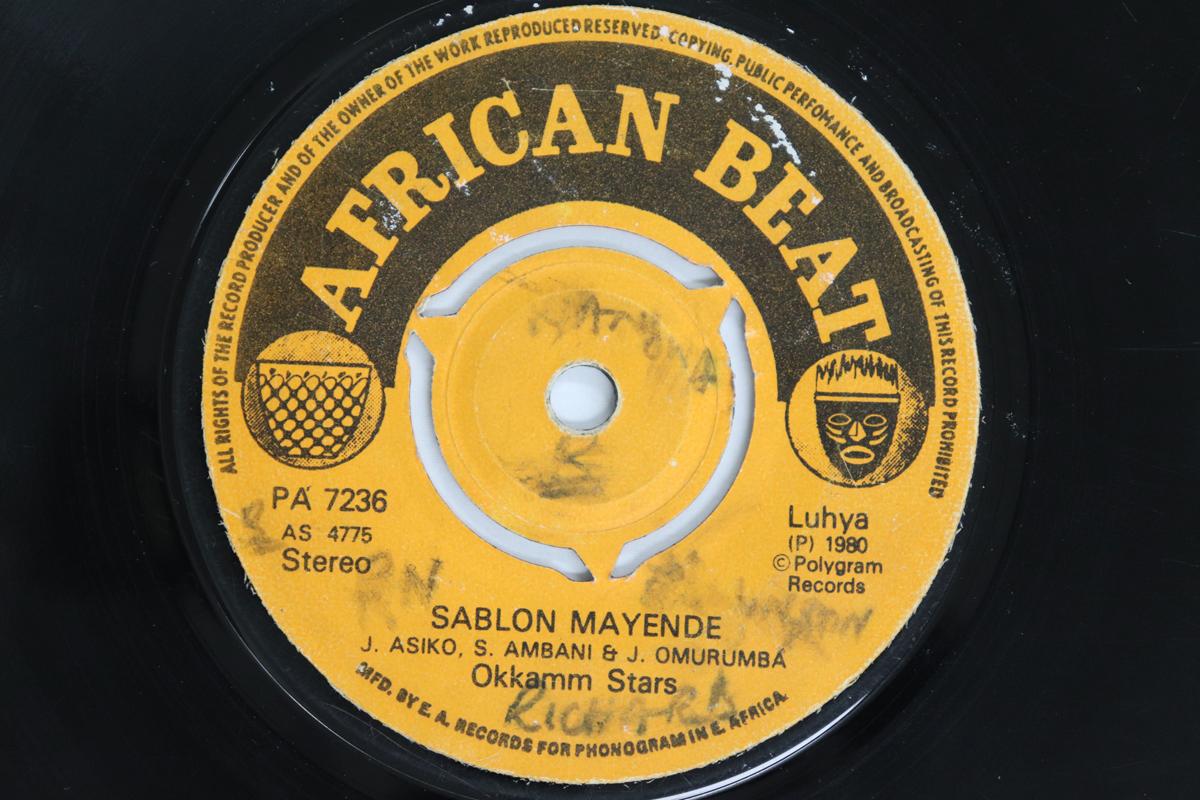 ALL RIGHTS OF THE RECORD PRODUCER AND OF THE OWNER OF THE WORK REPRODUCED RESERVED. COPYING, PUBLIC PERFOMANCE AND BROADCASTING OF THIS RECORD PROHIBITED
AFRICAN BEAT
PA 7236
AS 4775
Stereo
Luhya
(P) 1980
©Polygram
Records
RN
SABLON MAYENDE
J. ASIKO, S. AMBANI & J. OMURUMBA
Okkamm Stars
RICHARD
MFD. BY E. A. RECORDS FOR PHONOGRAM IN E. AFRICA